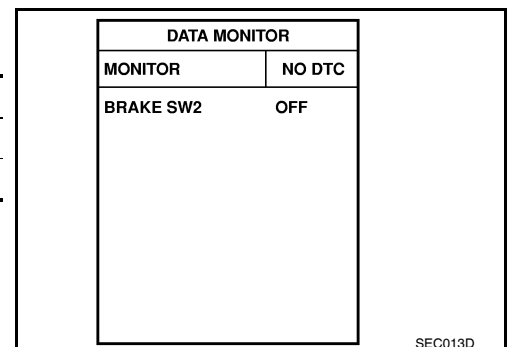 DATA MONITOR
MONITOR NO DTC
BRAKE SW2 OFF
SEC013D